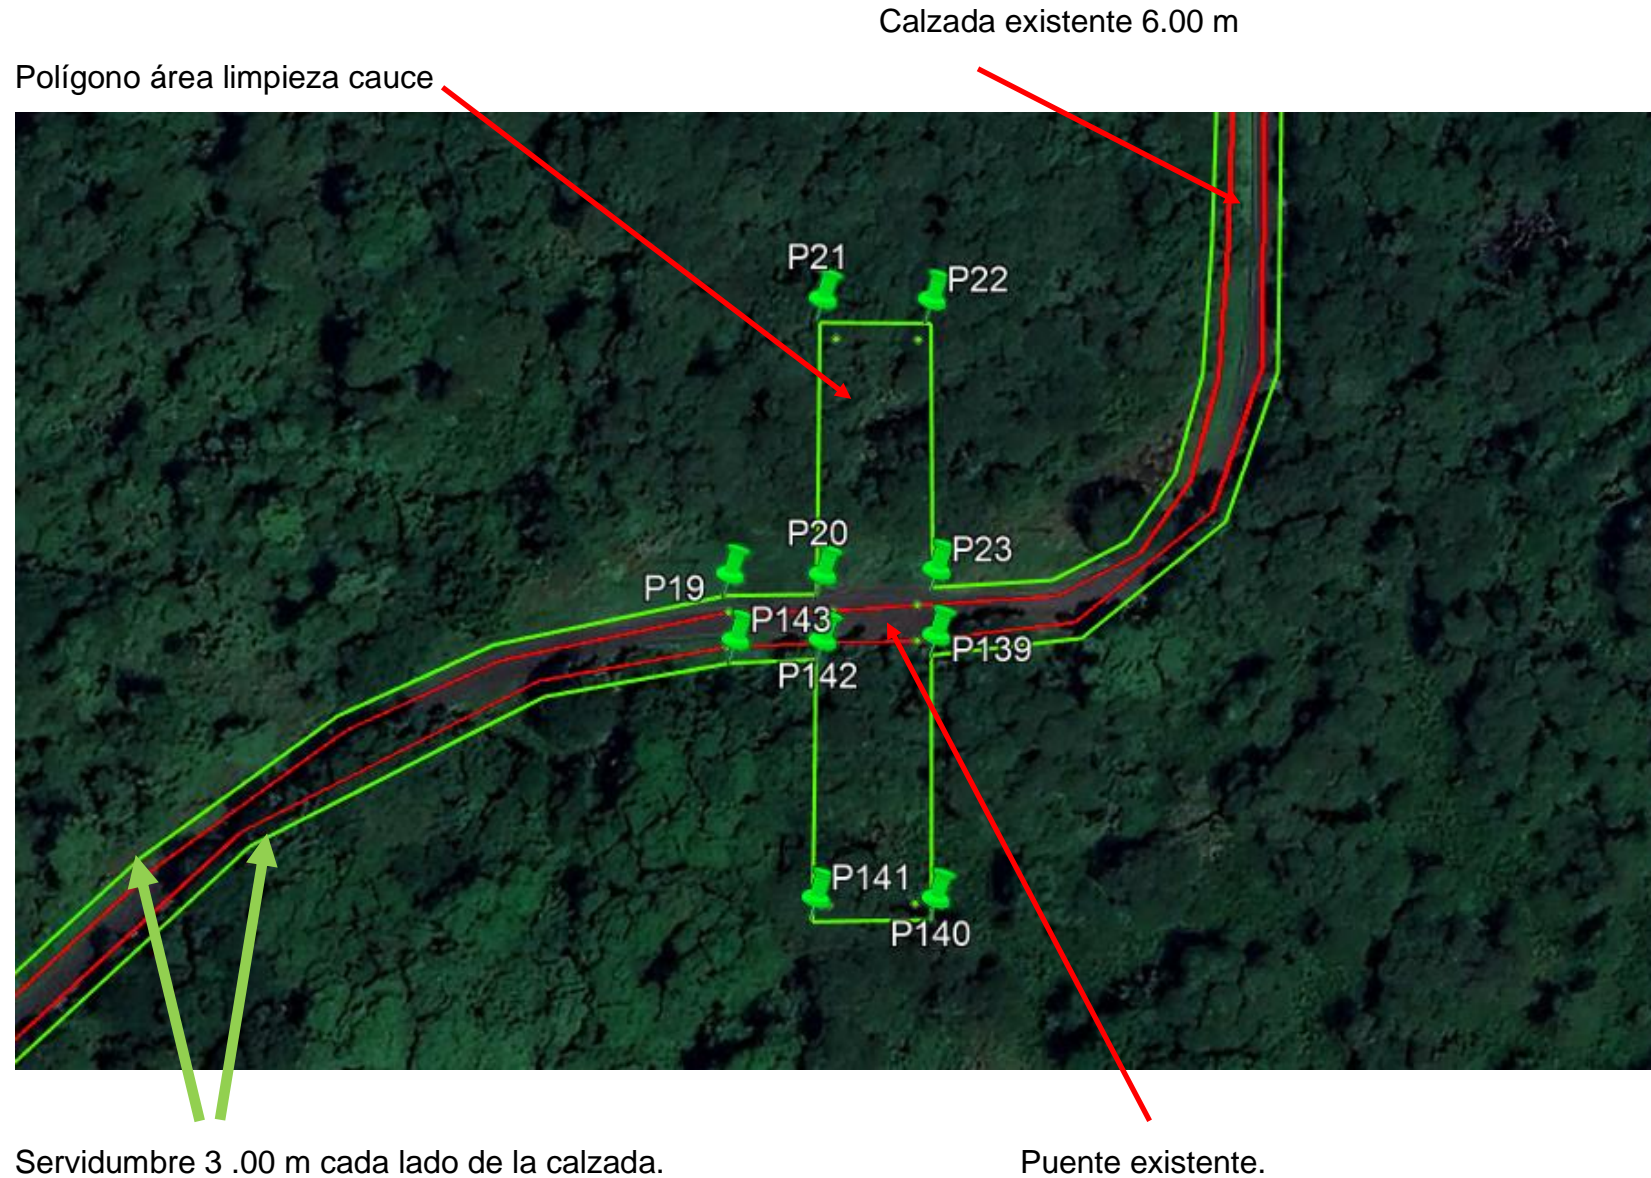 Calzada existente 6.00 m
Polígono área limpieza cauce
P21
P22
P20
P23
P19
P143
P139
P142
P141
P140
Servidumbre 3 .00 m cada lado de la calzada.
Puente existente.